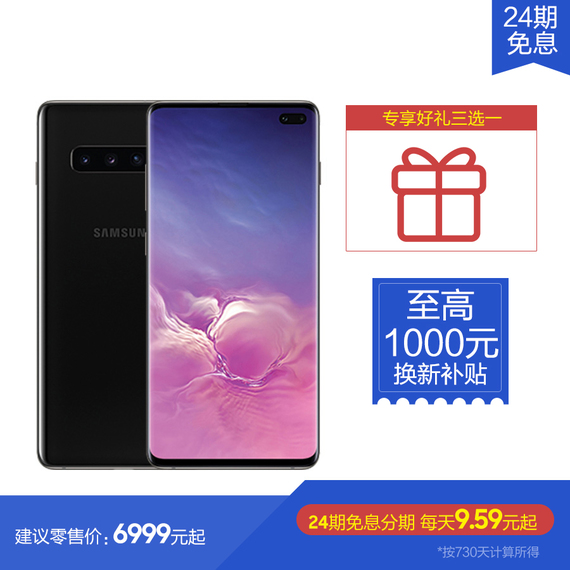 24期
免息
专享好礼三选一
SAMSUN
至高
1000元
换新补贴
建议零售价:6999元起
24期免息分期 每天9.59元起
*按730天计算所得